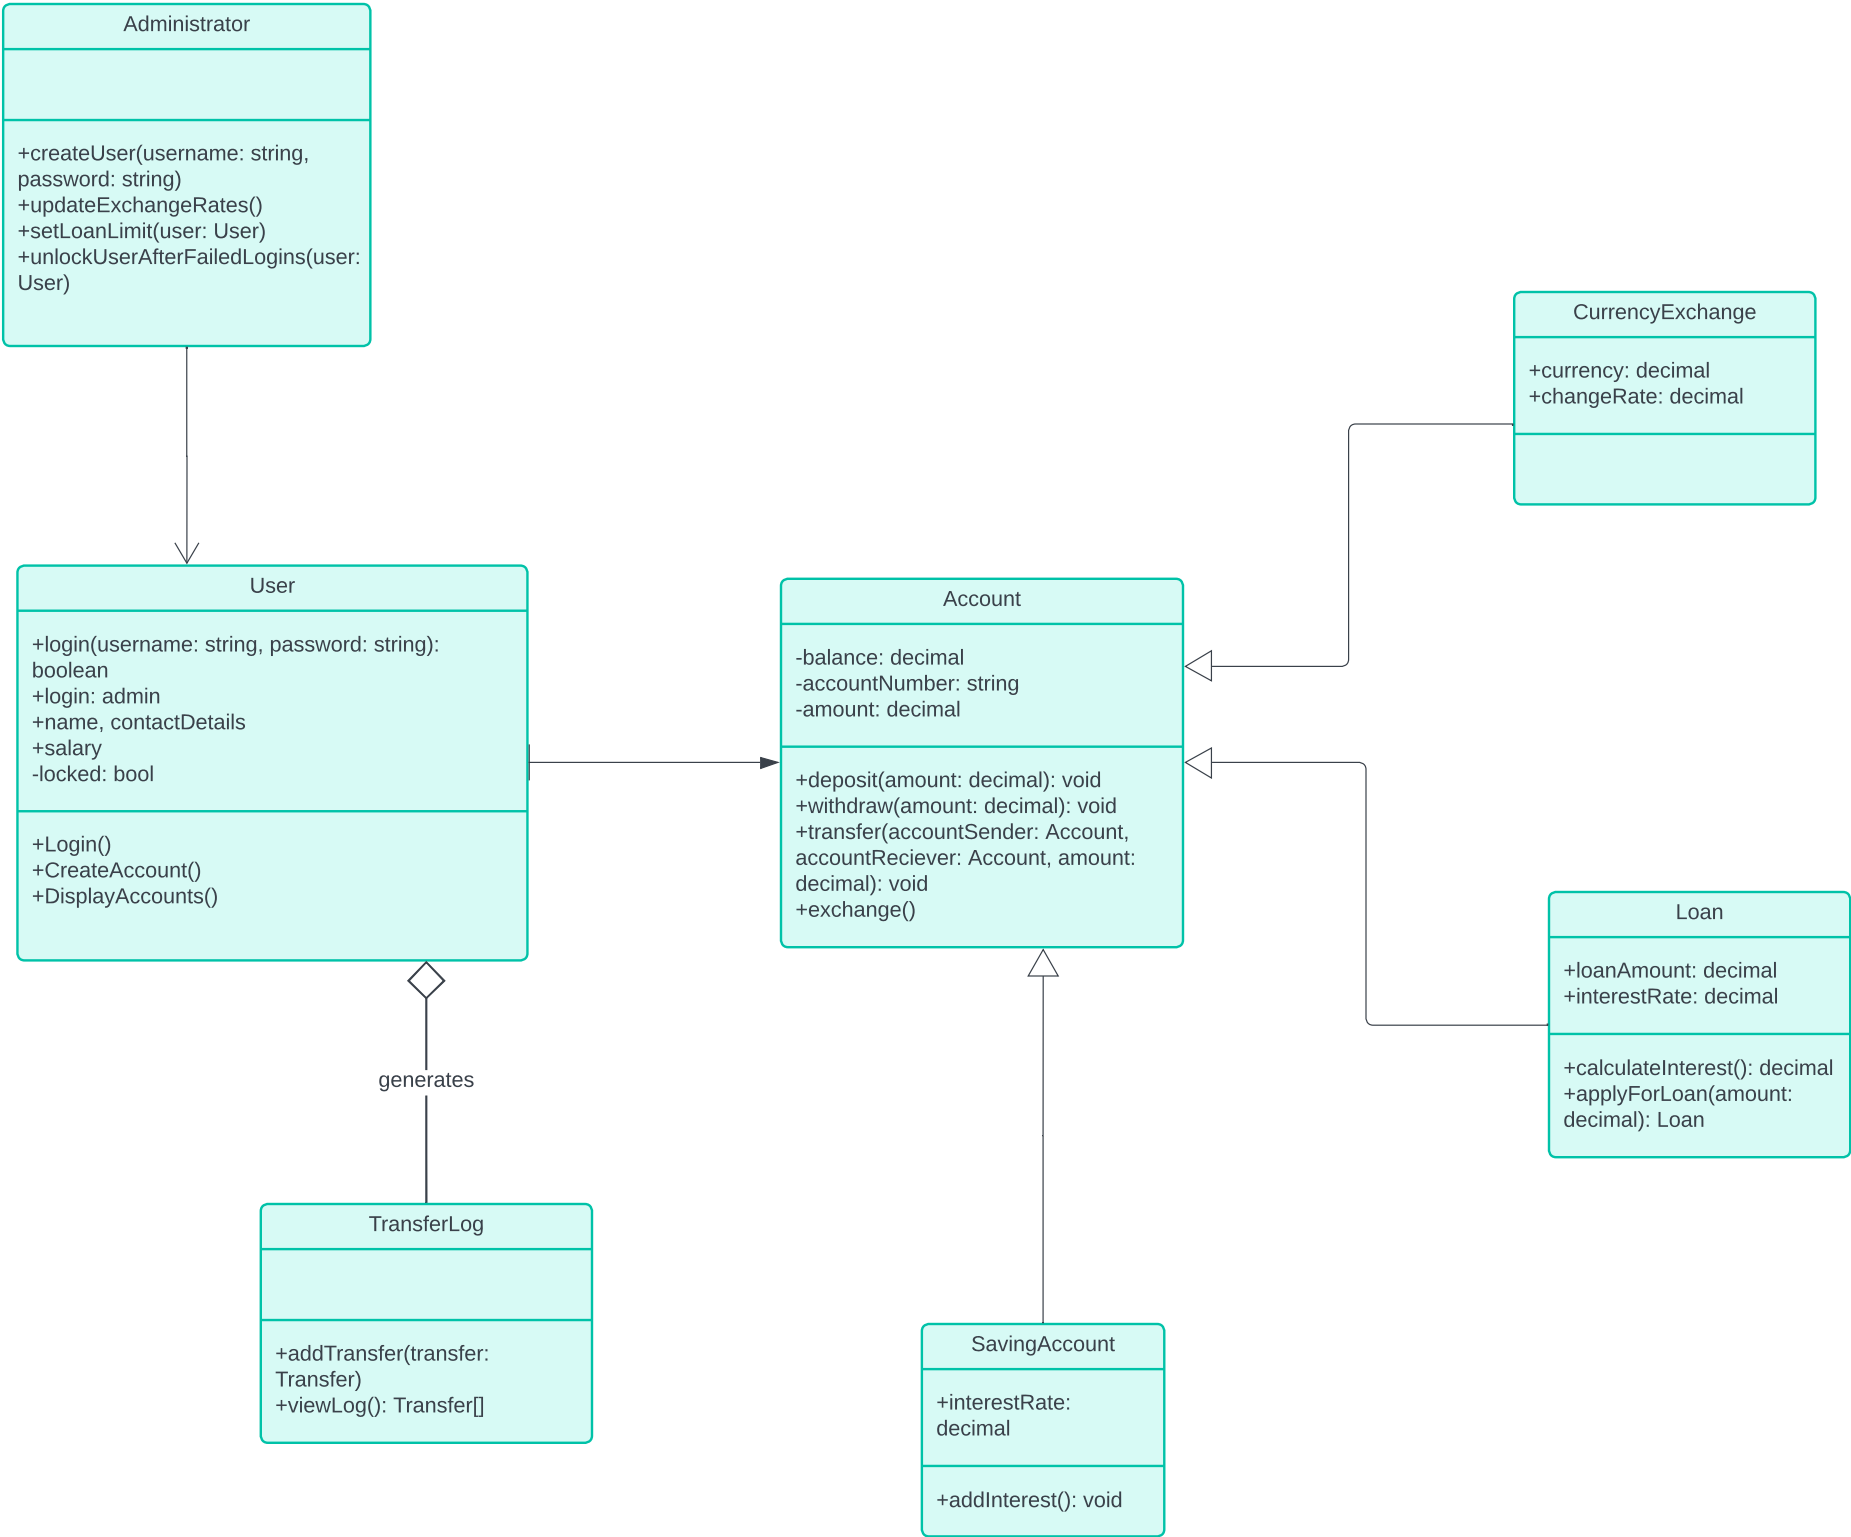 Administrator
+createUser(username: string,
password: string)
+updateExchangeRates()
+setLoanLimit(user: User)
+unlockUserAfterFailedLogins(user:
User)
CurrencyExchange
+currency: decimal
+changeRate: decimal
User
+login(username: string, password: string):
boolean
+login: admin
+name, contactDetails
+salary
-locked: bool
+Login()
+CreateAccount()
+DisplayAccounts()
Account
-balance: decimal
-accountNumber: string
-amount: decimal
+deposit(amount: decimal): void
+withdraw(amount: decimal): void
+transfer(accountSender: Account,
accountReciever: Account, amount:
decimal): void
+exchange()
Loan
+loanAmount: decimal
+interestRate: decimal
+calculateInterest(): decimal
+applyForLoan(amount:
decimal): Loan
generates
TransferLog
+addTransfer(transfer:
Transfer)
+viewLog(): Transfer[]
SavingAccount
+interestRate:
decimal
+addInterest(): void